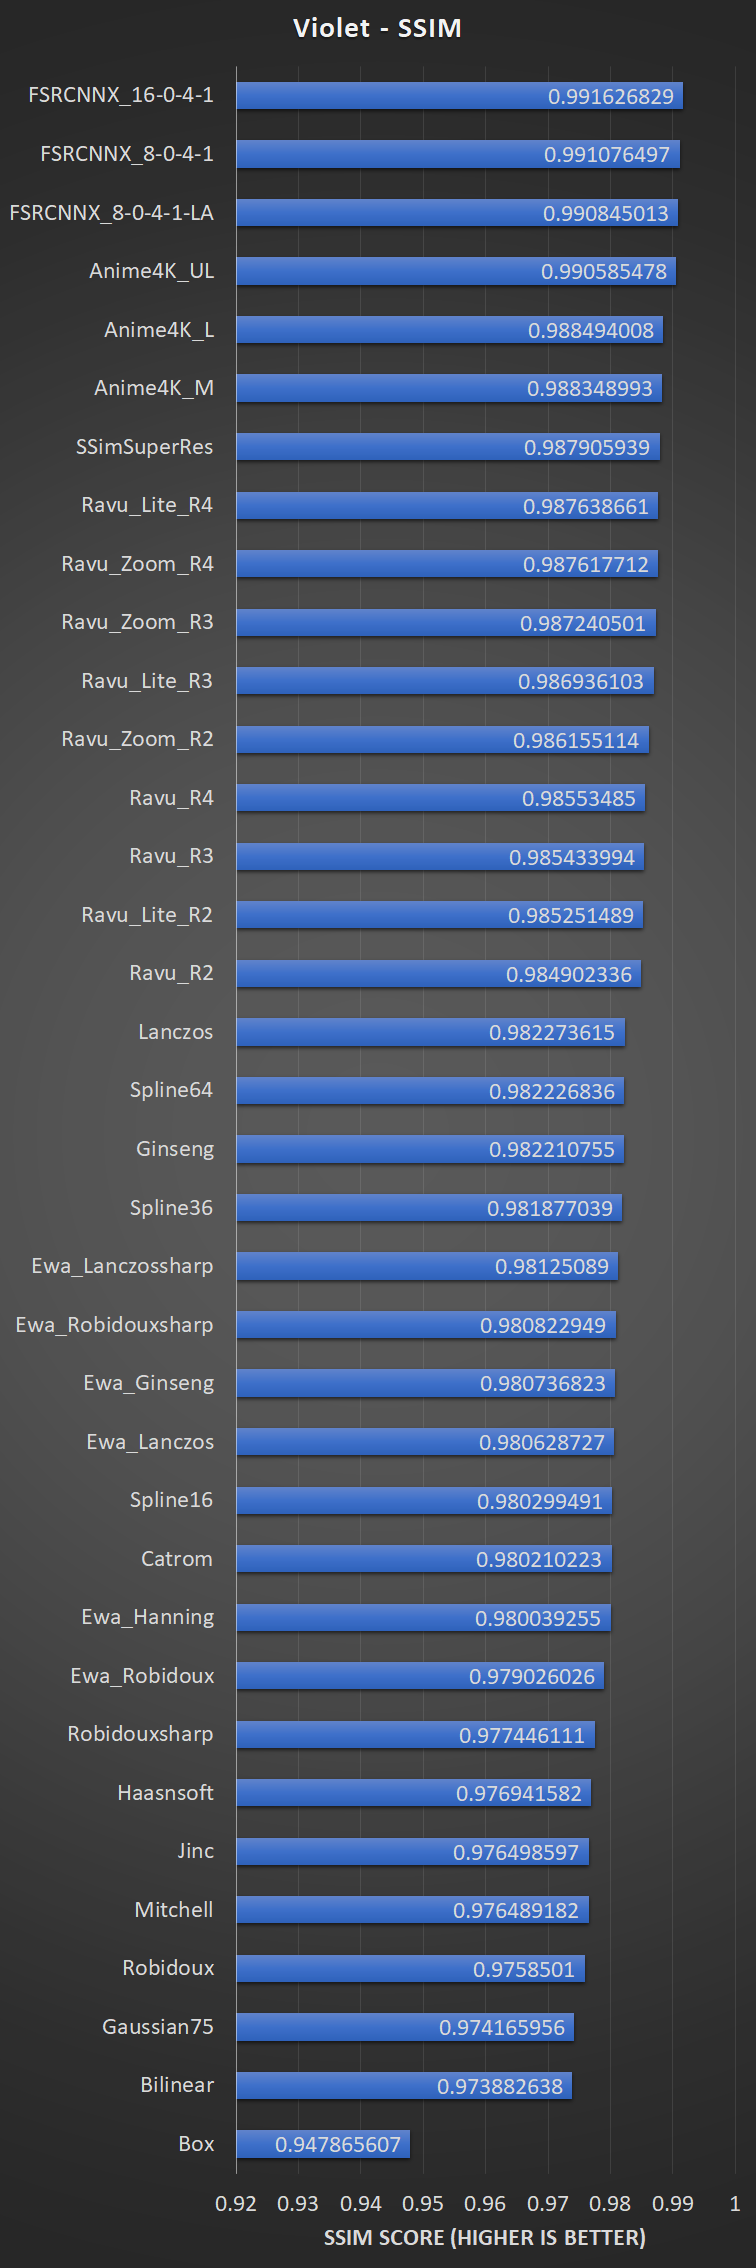 Violet - SSIM
FSRCNNX_16-0-4-1 0.991626829
FSRCNNX_8-0-4-1 0.991076497
FSRCNNX_8-0-4-1-LA 0.990845013
Anime4K_UL 0.990585478
Anime4K_L 0.988494008
Anime4K_M 0.988348993
SSimSuperRes 0.987905939
Ravu_Lite_R4 0.987638661
Ravu_Zoom_R4 0.987617712
Ravu_Zoom_R3 0.987240501
Ravu_Lite_R3 0.986936103
Ravu_Zoom_R2 0.986155114
Ravu_R4 0.98553485
Ravu_R3 0.985433994
Ravu_Lite_R2 0.985251489
Ravu_R2 0.984902336
Lanczos 0.982273615
Spline64 0.982226836
Ginseng 0.982210755
Spline36 0.981877039
Ewa_Lanczossharp 0.98125089
Ewa_Robidouxsharp 0.980822949
Ewa_Ginseng 0.980736823
Ewa_Lanczos 0.980628727
Spline16 0.980299491
Catrom 0.980210223
Ewa_Hanning 0.980039255
Ewa_Robidoux 0.979026026
Robidouxsharp 0.977446111
Haasnsoft 0.976941582
Jinc 0.976498597
Mitchell 0.976489182
Robidoux 0.9758501
Gaussian75 0.974165956
Bilinear 0.973882638
Box 0.947865607
0.92 0.93 0.94 0.95 0.96 0.97 0.98 0.99 1
SSIM SCORE (HIGHER IS BETTER)